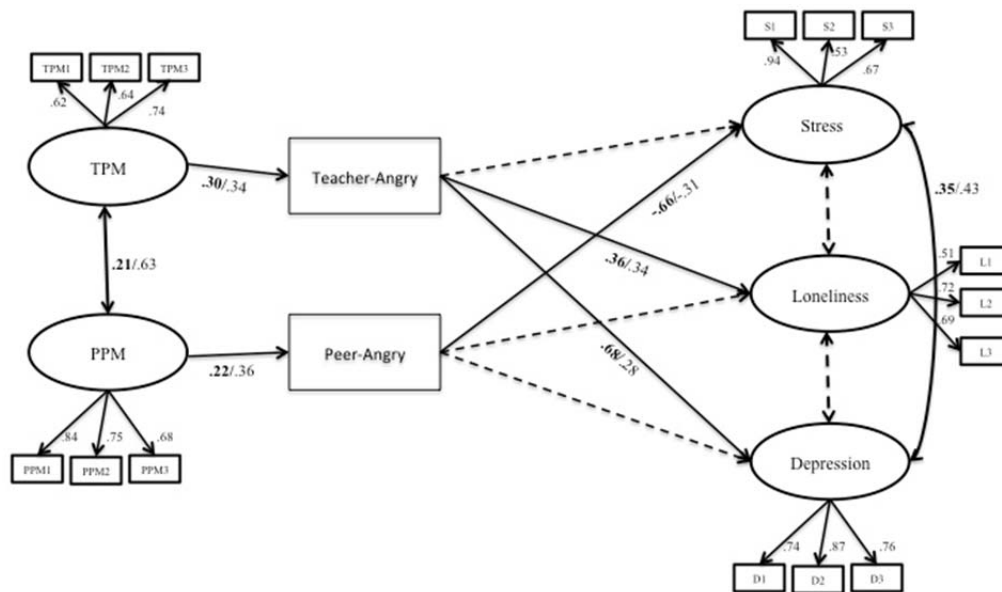 S1 S2 S3
.94 .53 .67
TPM1 TPM2 TPM3
.62 .64 .74
Stress
TPM
.30/.34
Teacher-Angry
-.66/-.31
.35/.43
.21/.63
.36/.34
Loneliness
.51 L1
.72 L2
.69 L3
PPM
.22/.36
Peer-Angry
.68/.28
.84 .75 .68
PPM1 PPM2 PPM3
Depression
.74 .87 .76
D1 D2 D3